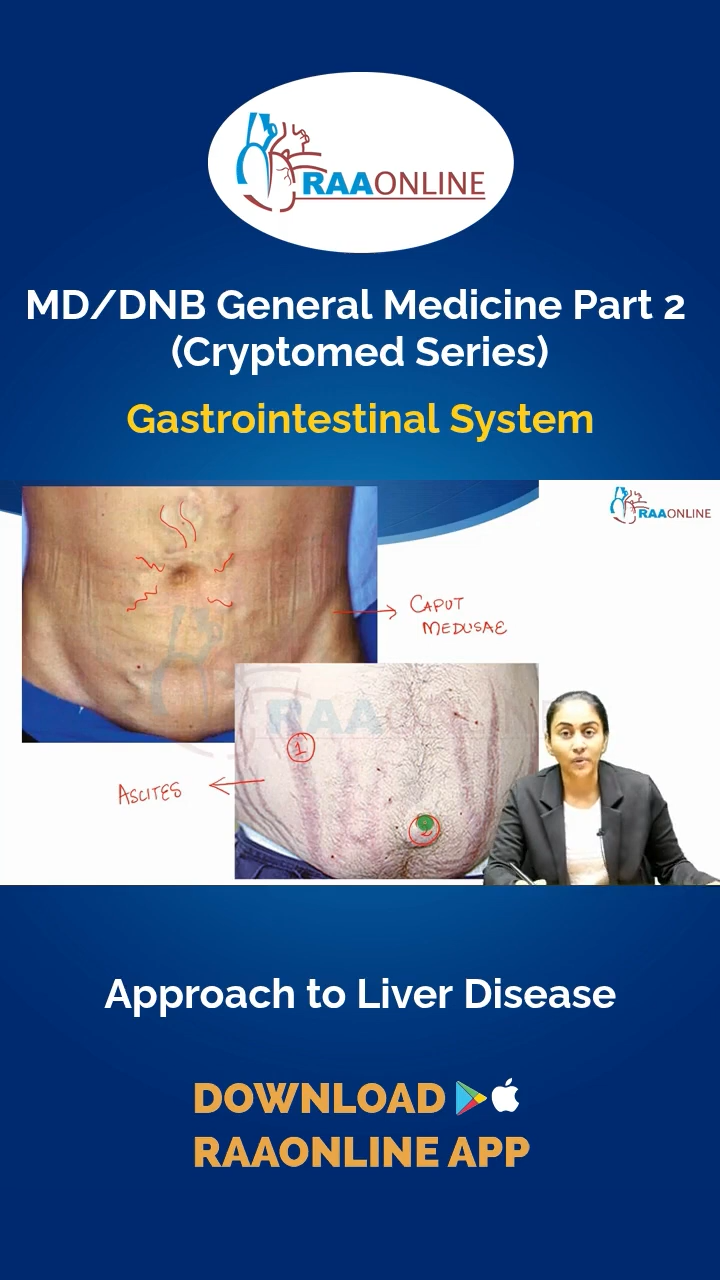 RAAONLINE
MD/DNB General Medicine Part 2
(Cryptomed Series)
Gastrointestinal System
RAAONLINE
CAPUT
MEDUSAE
RAAONLINE
1
ASCITES
Approach to Liver Disease
DOWNLOAD
RAAONLINE APP